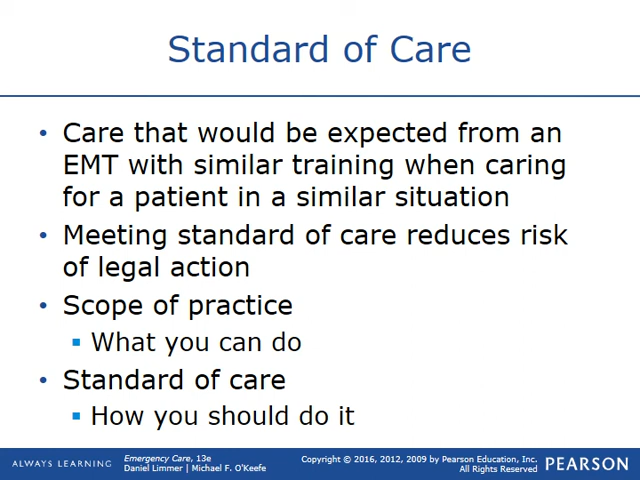 Standard of Care
• Care that would be expected from an
EMT with similar training when caring
for a patient in a similar situation
• Meeting standard of care reduces risk
of legal action
• Scope of practice
▪ What you can do
• Standard of care
▪ How you should do it
ALWAYS LEARNING
Emergency Care, 13e
Daniel Limmer | Michael F. O'Keefe
Copyright © 2016, 2012, 2009 by Pearson Education, Inc.
All Rights Reserved
PEARSON